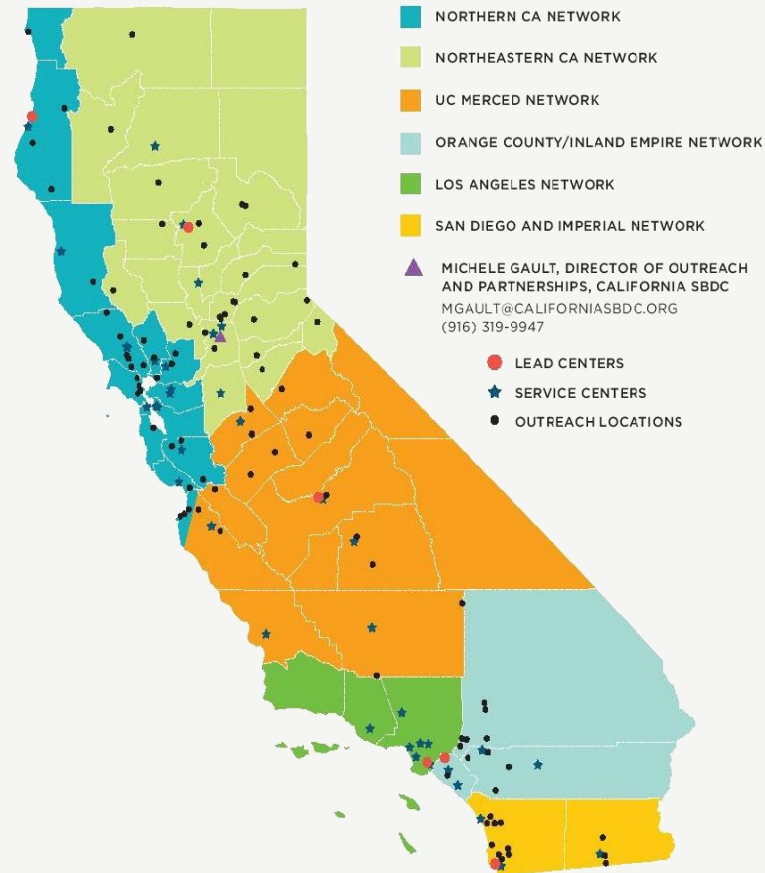 NORTHERN CA NETWORK
NORTHEASTERN CA NETWORK
UC MERCED NETWORK
ORANGE COUNTY/INLAND EMPIRE NETWORK
LOS ANGELES NETWORK
SAN DIEGO AND IMPERIAL NETWORK
MICHELE GAULT, DIRECTOR OF OUTREACH
AND PARTNERSHIPS, CALIFORNIA SBDC
MGAULT@CALIFORNIASBDC.ORG
(916) 319-9947
LEAD CENTERS
SERVICE CENTERS
OUTREACH LOCATIONS